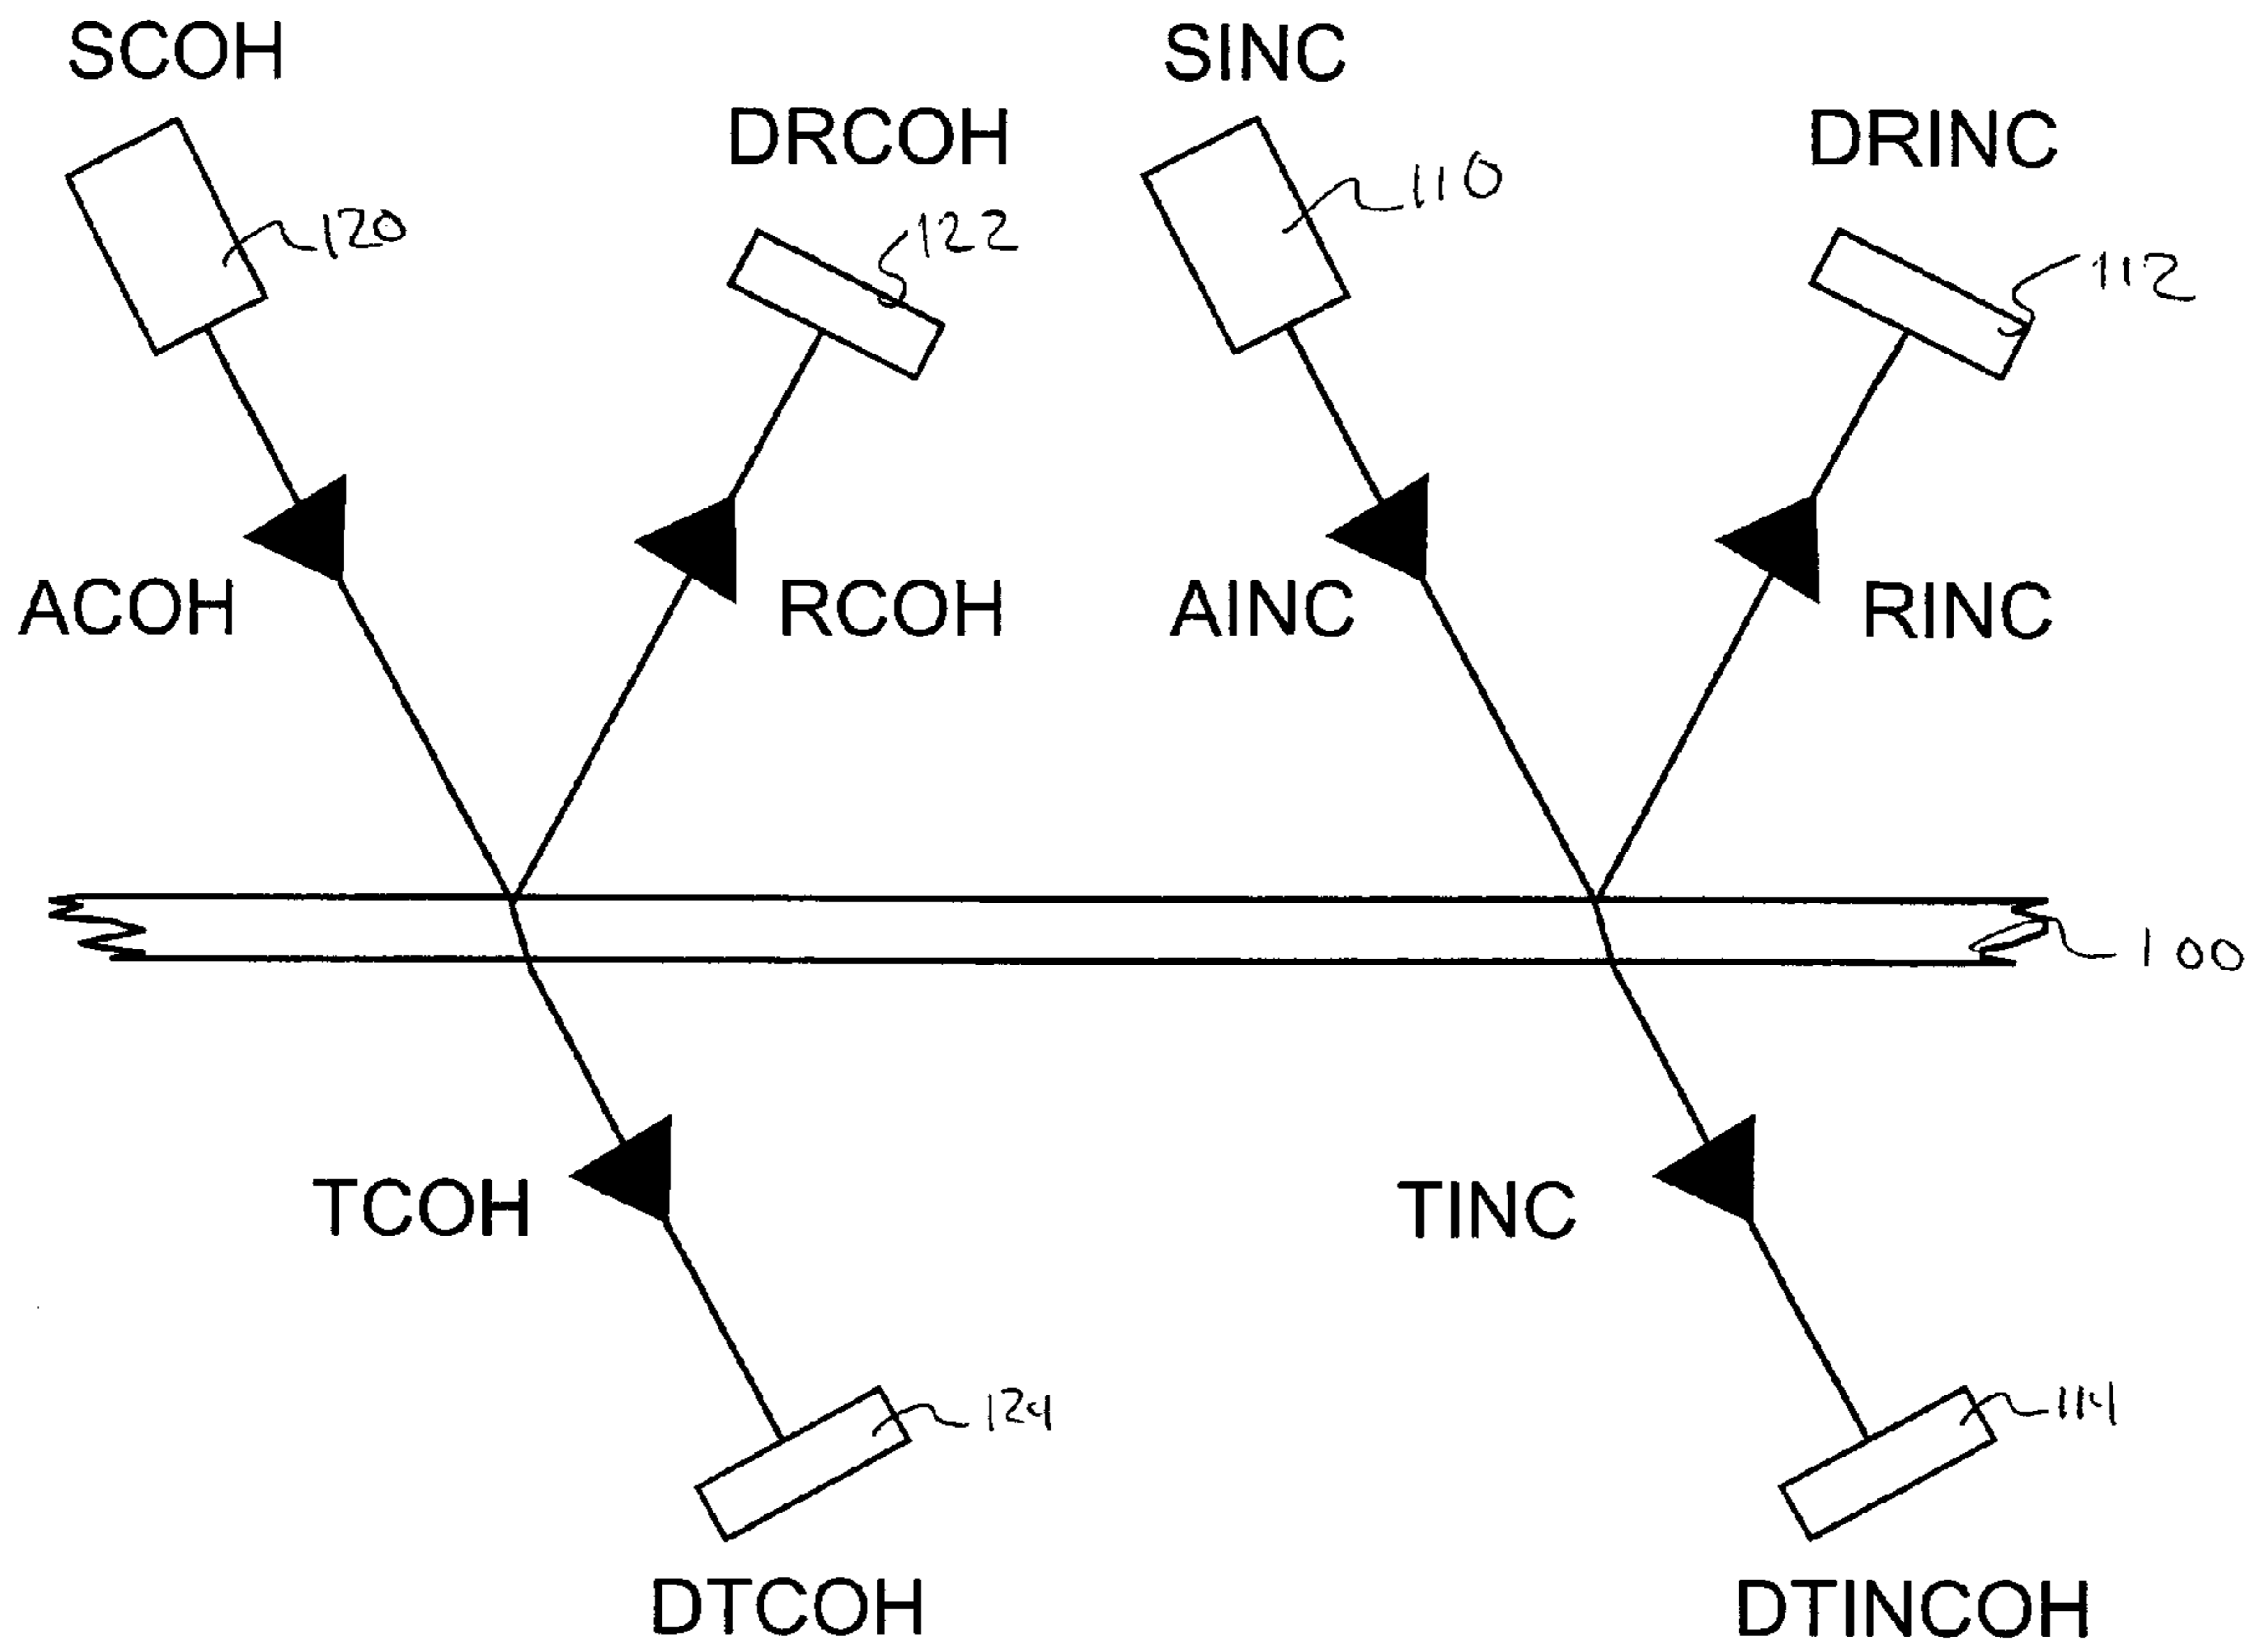 SCOH
SINC
DRCOH
DRINC
120
122
110
112
ACOH
RCOH
AINC
RINC
100
TCOH
TINC
124
114
DTCOH
DTINCOH